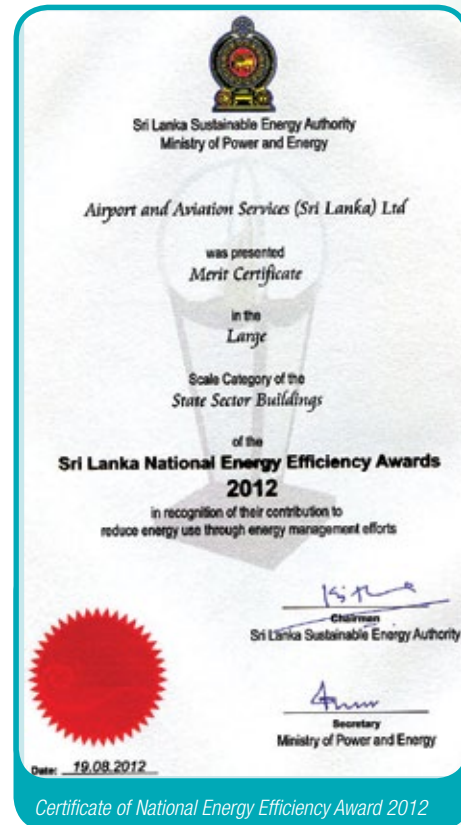 Sri Lanka Sustainable Energy Authority
Ministry of Power and Energy
Airport and Aviation Services (Sri Lanka) Ltd
was presented
Merit Certificate
in the
Large
Scale Category of the
State Sector Buildings
of the
Sri Lanka National Energy Efficiency Awards
2012
in recognition of their contribution to
reduce energy use through energy management efforts
Chairman
Sri Lanka Sustainable Energy Authority
Secretary
Ministry of Power and Energy
Date: 19.08.2012
Certificate of National Energy Efficiency Award 2012